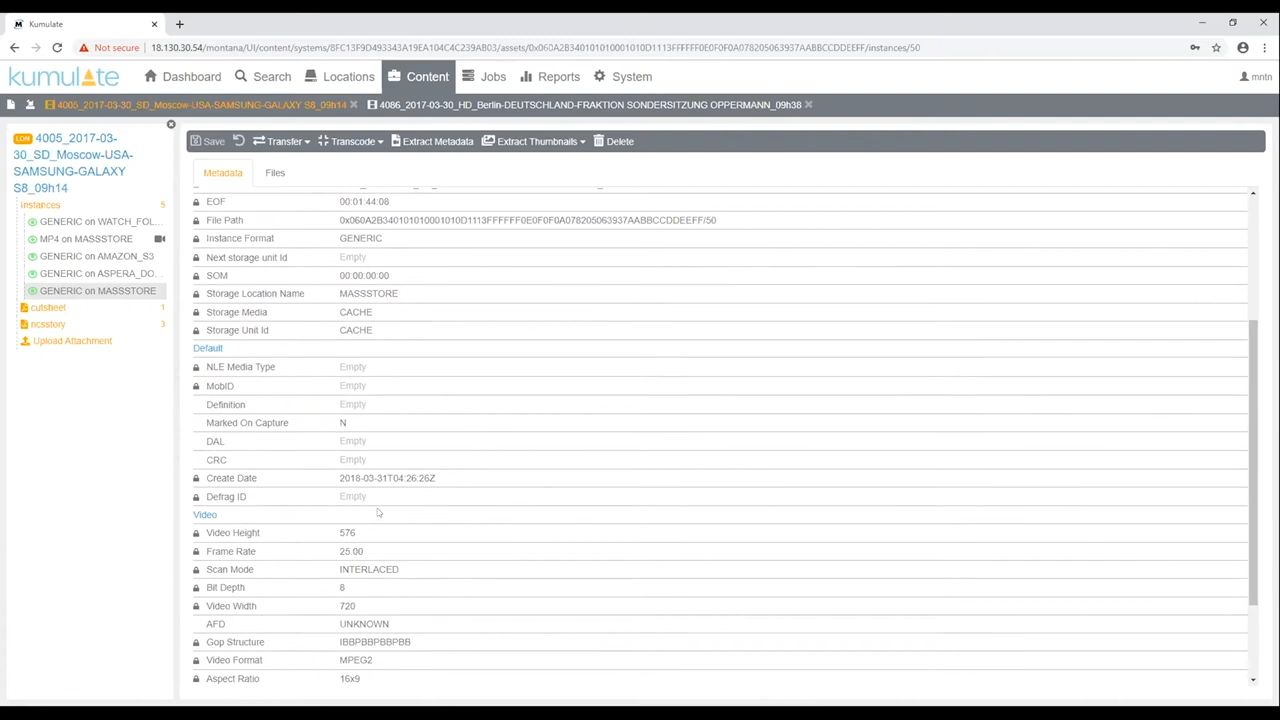 Kumulate
Not secure
18.130.30.54/montana/UI/content/systems/8FC13F9D493343A19EA104C4C239AB03/assets/0x060A2B340101010001010D1113FFFFFF0E0F0F0A078205063937AABBCCDDEEFF/instances/50
kumulate
Dashboard
Search
Locations
Content
Jobs
Reports
System
mntn
4005_2017-03-30_SD_Moscow-USA-SAMSUNG-GALAXY S8_09h14
4086_2017-03-30_HD_Berlin-DEUTSCHLAND-FRAKTION SONDERSITZUNG OPPERMANN_09h38
LON 4005_2017-03-
30_SD_Moscow-USA-
SAMSUNG-GALAXY
S8_09h14
Instances 5
GENERIC on WATCH_FOL...
MP4 on MASSSTORE
GENERIC on AMAZON_S3
GENERIC on ASPERA_DO...
GENERIC on MASSSTORE
cutsheet 1
ncsstory 3
Upload Attachment
Save
Transfer
Transcode
Extract Metadata
Extract Thumbnails
Delete
Metadata
Files
EOF 00:01:44:08
File Path 0x060A2B340101010001010D1113FFFFFF0E0F0F0A078205063937AABBCCDDEEFF/50
Instance Format GENERIC
Next storage unit Id Empty
SOM 00:00:00:00
Storage Location Name MASSSTORE
Storage Media CACHE
Storage Unit Id CACHE
Default
NLE Media Type Empty
MobID Empty
Definition Empty
Marked On Capture N
DAL Empty
CRC Empty
Create Date 2018-03-31T04:26:26Z
Defrag ID Empty
Video
Video Height 576
Frame Rate 25.00
Scan Mode INTERLACED
Bit Depth 8
Video Width 720
AFD UNKNOWN
Gop Structure IBBPBBPBBPBB
Video Format MPEG2
Aspect Ratio 16x9